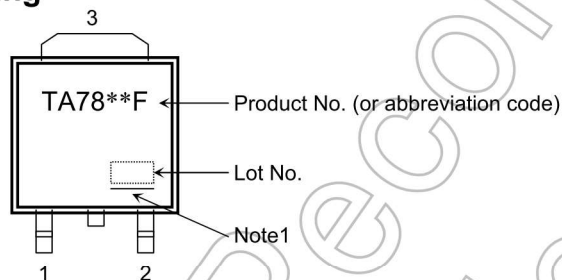 3
TA78**F
Product No. (or abbreviation code)
Lot No.
Note1
1 2